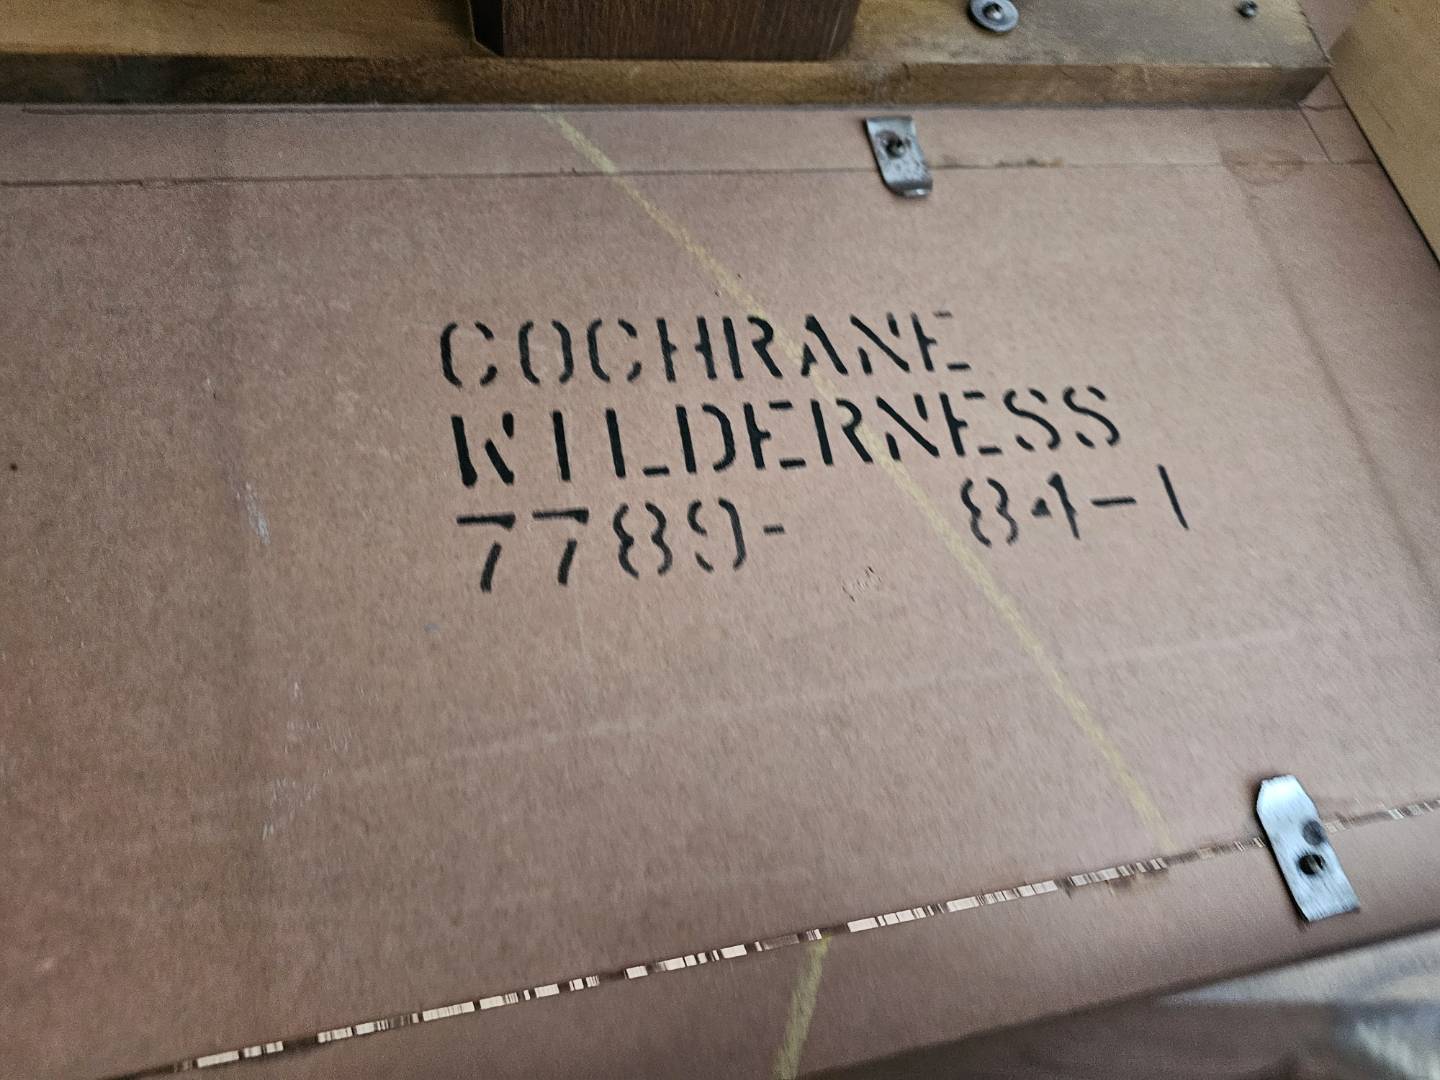 COCHRANE
WILDERNESS
7789- 84-1